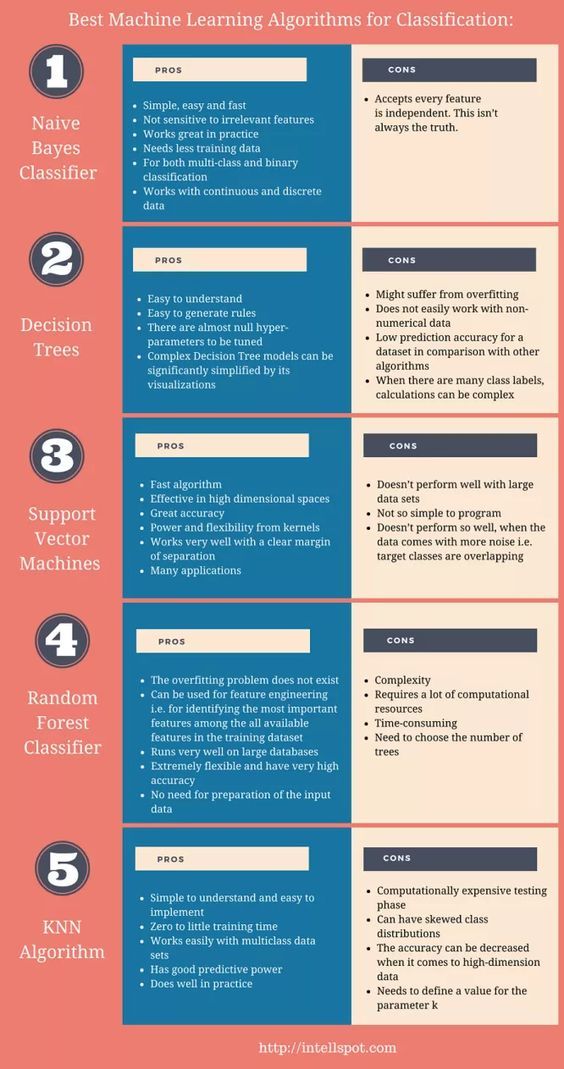 Best Machine Learning Algorithms for Classification:
1
Naive
Bayes
Classifier
PROS
• Simple, easy and fast
• Not sensitive to irrelevant features
• Works great in practice
• Needs less training data
• For both multi-class and binary
classification
• Works with continuous and discrete
data
CONS
• Accepts every feature
is independent. This isn't
always the truth.
2
Decision
Trees
PROS
• Easy to understand
• Easy to generate rules
• There are almost null hyper-
parameters to be tuned
• Complex Decision Tree models can be
significantly simplified by its
visualizations
CONS
• Might suffer from overfitting
• Does not easily work with non-
numerical data
• Low prediction accuracy for a
dataset in comparison with other
algorithms
• When there are many class labels,
calculations can be complex
3
Support
Vector
Machines
PROS
• Fast algorithm
• Effective in high dimensional spaces
• Great accuracy
• Power and flexibility from kernels
• Works very well with a clear margin
of separation
• Many applications
CONS
• Doesn't perform well with large
data sets
• Not so simple to program
• Doesn't perform so well, when the
data comes with more noise i.e.
target classes are overlapping
4
Random
Forest
Classifier
PROS
• The overfitting problem does not exist
• Can be used for feature engineering
i.e. for identifying the most important
features among the all available
features in the training dataset
• Runs very well on large databases
• Extremely flexible and have very high
accuracy
• No need for preparation of the input
data
CONS
• Complexity
• Requires a lot of computational
resources
• Time-consuming
• Need to choose the number of
trees
5
KNN
Algorithm
PROS
• Simple to understand and easy to
implement
• Zero to little training time
• Works easily with multiclass data
sets
• Has good predictive power
• Does well in practice
CONS
• Computationally expensive testing
phase
• Can have skewed class
distributions
• The accuracy can be decreased
when it comes to high-dimension
data
• Needs to define a value for the
parameter k
http://intellspot.com